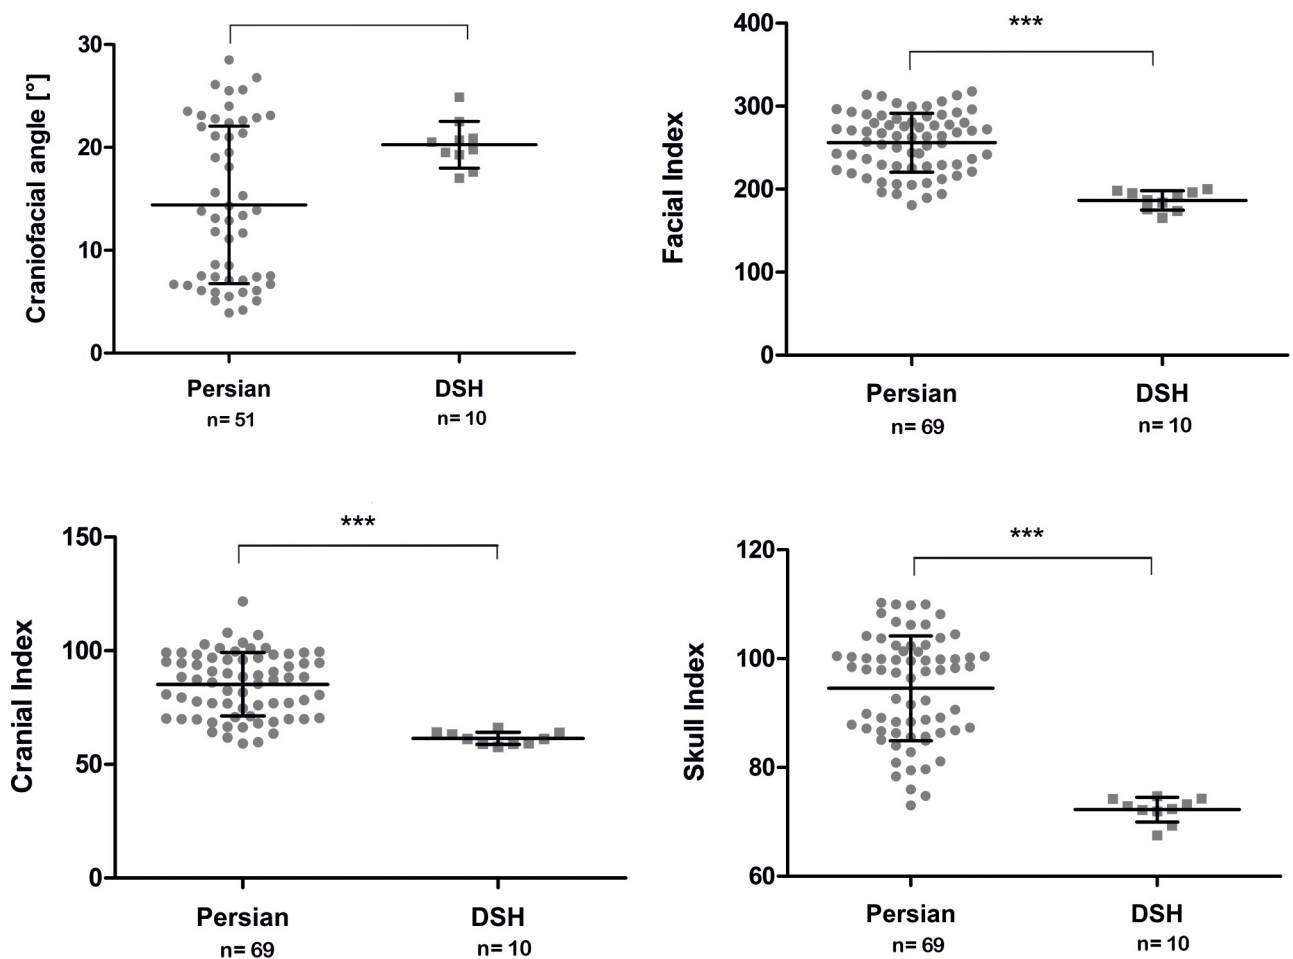 Craniofacial angle [°]
30
20
10
0
Persian
DSH
n= 51
n= 10
***
Facial Index
400
300
200
100
0
Persian
DSH
n= 69
n= 10
***
Cranial Index
150
100
50
0
Persian
DSH
n= 69
n= 10
***
Skull Index
120
100
80
60
Persian
DSH
n= 69
n= 10